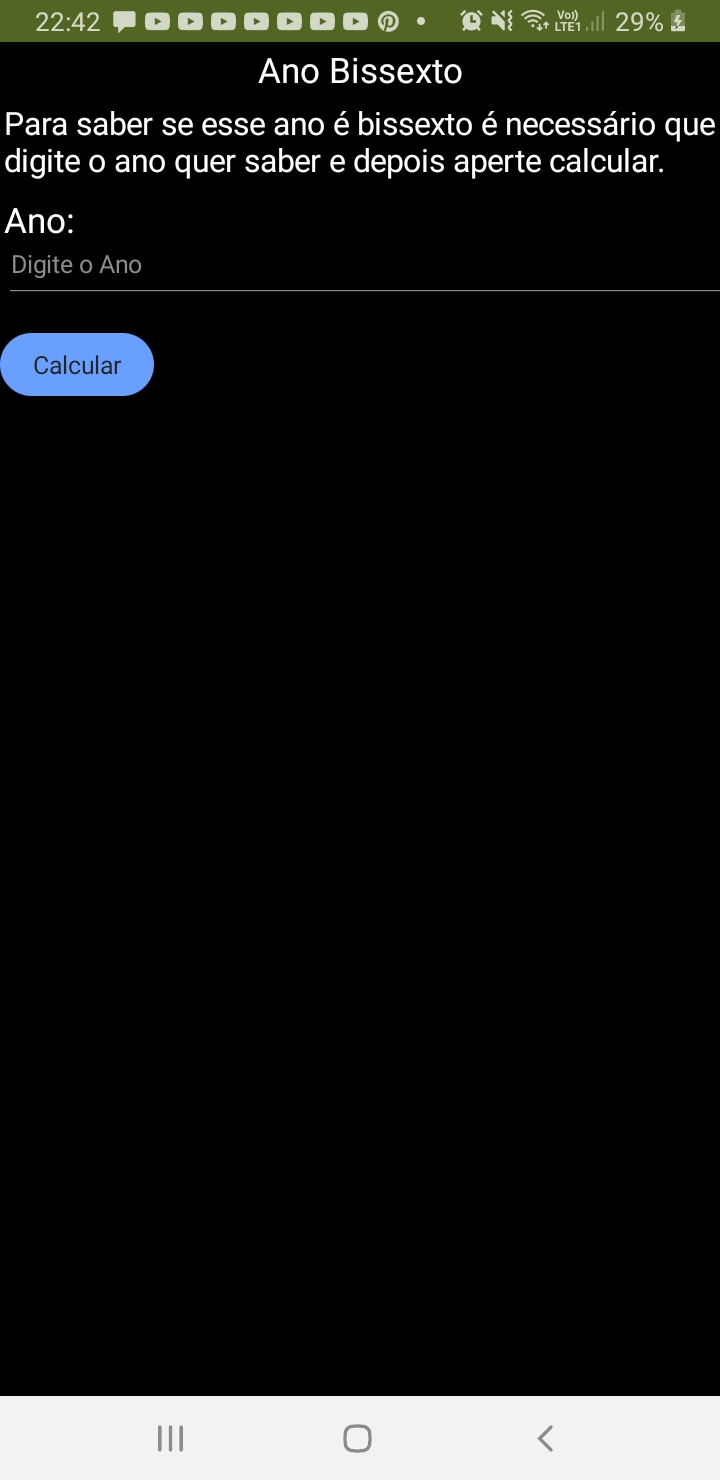 22:42 Vo)) LTE1 29%
Ano Bissexto
Para saber se esse ano é bissexto é necessário que
digite o ano quer saber e depois aperte calcular.
Ano:
Digite o Ano
Calcular